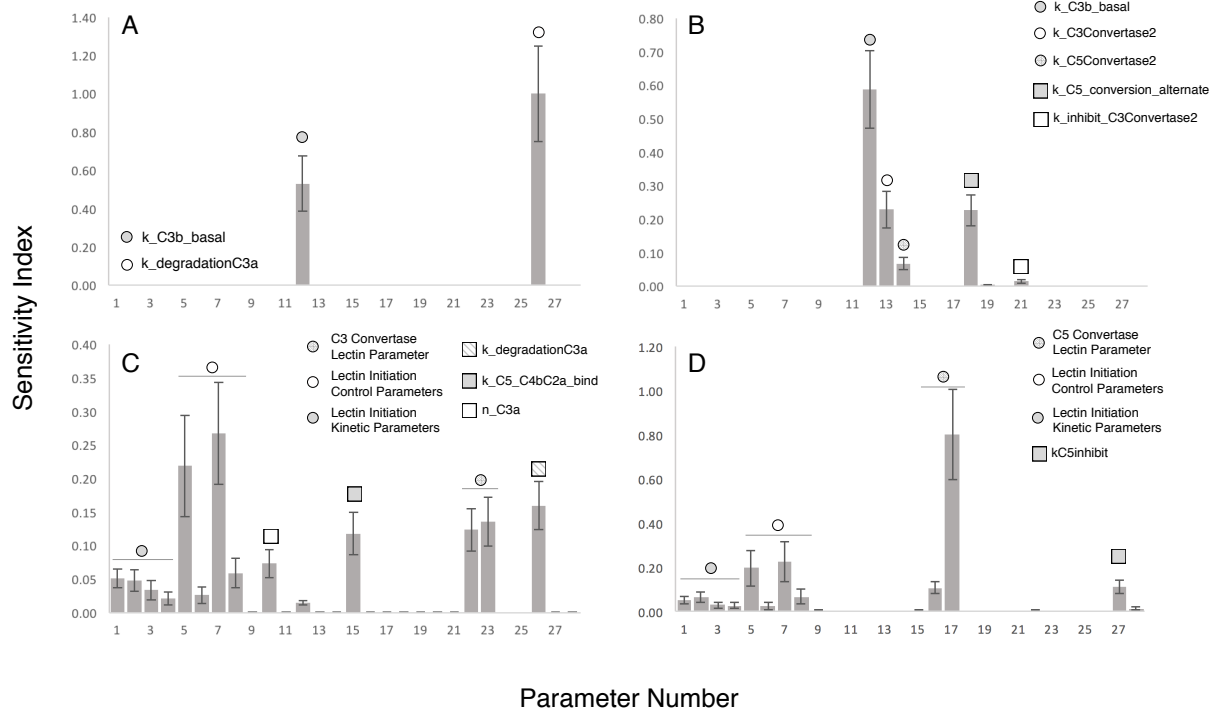 Sensitivity Index
A
1.40
1.20
1.00
0.80
0.60
0.40
0.20
0.00
k_C3b_basal
k_degradationC3a
1 3 5 7 9 11 13 15 17 19 21 23 25 27
B
0.80
0.70
0.60
0.50
0.40
0.30
0.20
0.10
0.00
k_C3b_basal
k_C3Convertase2
k_C5Convertase2
k_C5_conversion_alternate
k_inhibit_C3Convertase2
1 3 5 7 9 11 13 15 17 19 21 23 25 27
C
0.40
0.35
0.30
0.25
0.20
0.15
0.10
0.05
0.00
C3 Convertase
Lectin Parameter
Lectin Initiation
Control Parameters
Lectin Initiation
Kinetic Parameters
k_degradationC3a
k_C5_C4bC2a_bind
n_C3a
1 3 5 7 9 11 13 15 17 19 21 23 25 27
D
1.20
1.00
0.80
0.60
0.40
0.20
0.00
C5 Convertase
Lectin Parameter
Lectin Initiation
Control Parameters
Lectin Initiation
Kinetic Parameters
kC5inhibit
1 3 5 7 9 11 13 15 17 19 21 23 25 27
Parameter Number